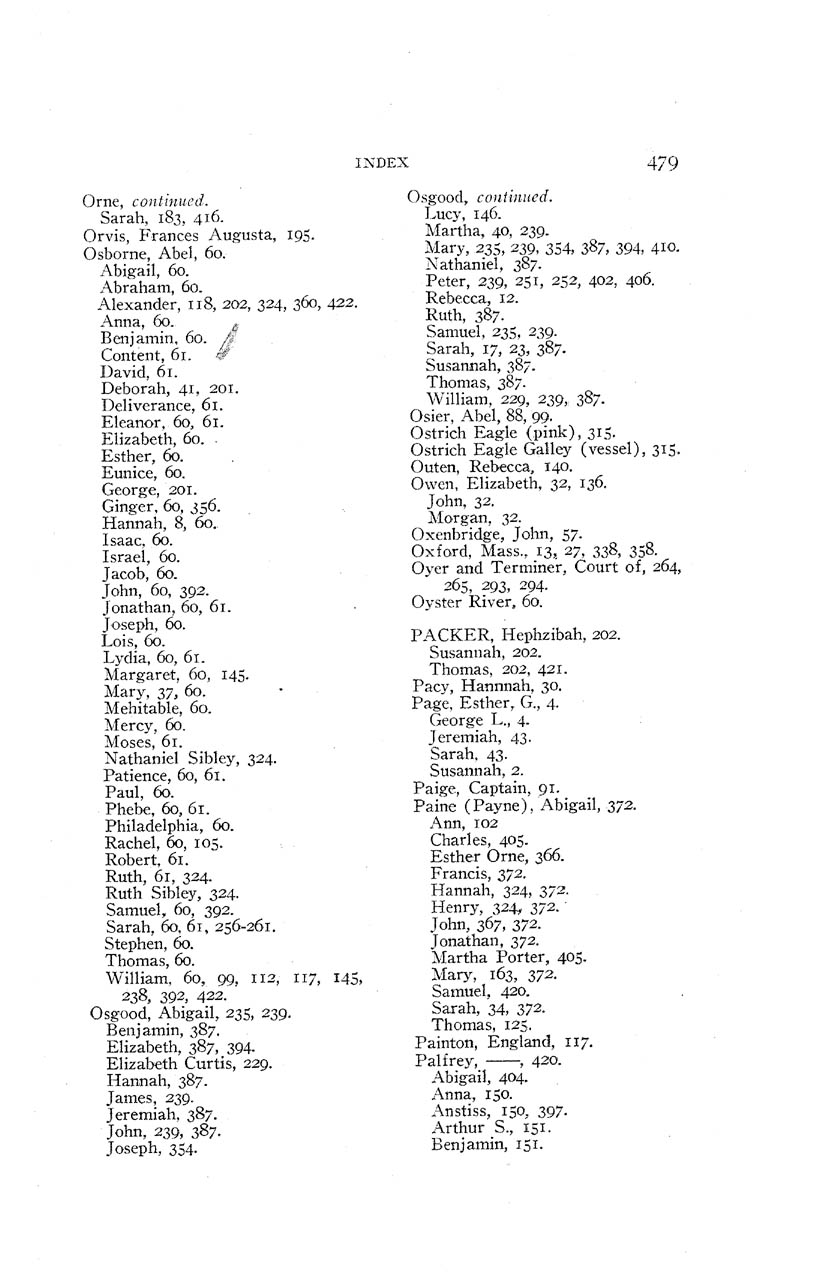 INDEX 479
Orne, continued.
Sarah, 183, 416.
Orvis, Frances Augusta, 195.
Osborne, Abel, 60.
Abigail, 60.
Abraham, 60.
Alexander, 118, 202, 324, 360, 422.
Anna, 60.
Benjamin, 60.
Content, 61.
David, 61.
Deborah, 41, 201.
Deliverance, 61.
Eleanor, 60, 61.
Elizabeth, 60.
Esther, 60.
Eunice, 60.
George, 201.
Ginger, 60, 356.
Hannah, 8, 60.
Isaac, 60.
Israel, 60.
Jacob, 60.
John, 60, 392.
Jonathan, 60, 61.
Joseph, 60.
Lois, 60.
Lydia, 60, 61.
Margaret, 60, 145.
Mary, 37, 60.
Mehitable, 60.
Mercy, 60.
Moses, 61.
Nathaniel Sibley, 324.
Patience, 60, 61.
Paul, 60.
Phebe, 60, 61.
Philadelphia, 60.
Rachel, 60, 105.
Robert, 61.
Ruth, 61, 324.
Ruth Sibley, 324.
Samuel, 60, 392.
Sarah, 60, 61, 256-261.
Stephen, 60.
Thomas, 60.
William, 60, 99, 112, 117, 145,
238, 392, 422.
Osgood, Abigail, 235, 239.
Benjamin, 387.
Elizabeth, 387, 394.
Elizabeth Curtis, 229.
Hannah, 387.
James, 239.
Jeremiah, 387.
John, 239, 387.
Joseph, 354.
Osgood, continued.
Lucy, 146.
Martha, 40, 239.
Mary, 235, 239, 354, 387, 394, 410.
Nathaniel, 387.
Peter, 239, 251, 252, 402, 406.
Rebecca, 12.
Ruth, 387.
Samuel, 235, 239.
Sarah, 17, 23, 387.
Susannah, 387.
Thomas, 387.
William, 229, 239, 387.
Osier, Abel, 88, 99.
Ostrich Eagle (pink), 315.
Ostrich Eagle Galley (vessel), 315.
Outen, Rebecca, 140.
Owen, Elizabeth, 32, 136.
John, 32.
Morgan, 32.
Oxenbridge, John, 57.
Oxford, Mass., 13, 27, 338, 358.
Oyer and Terminer, Court of, 264,
265, 293, 294.
Oyster River, 60.
PACKER, Hephzibah, 202.
Susannah, 202.
Thomas, 202, 421.
Pacy, Hannnah, 30.
Page, Esther, G., 4.
George L., 4.
Jeremiah, 43.
Sarah, 43.
Susannah, 2.
Paige, Captain, 91.
Paine (Payne), Abigail, 372.
Ann, 102
Charles, 405.
Esther Orne, 366.
Francis, 372.
Hannah, 324, 372.
Henry, 324, 372.
John, 367, 372.
Jonathan, 372.
Martha Porter, 405.
Mary, 163, 372.
Samuel, 420.
Sarah, 34, 372.
Thomas, 125.
Painton, England, 117.
Palfrey, ——, 420.
Abigail, 404.
Anna, 150.
Anstiss, 150, 397.
Arthur S., 151.
Benjamin, 151.